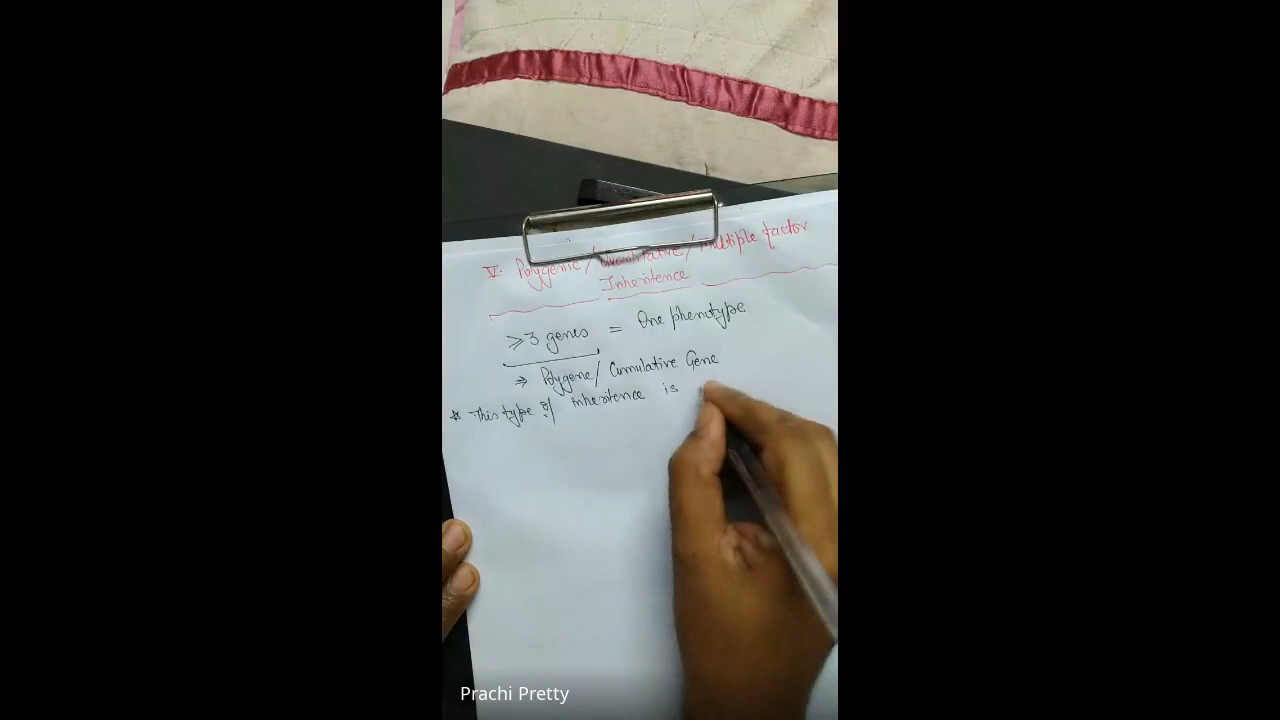 V. Polygenic / Quantitative / Multiple factor
Inheritence
≥3 genes = One phenotype
⇒ Polygene / Cumulative Gene
* This type of inheritence is
Prachi Pretty